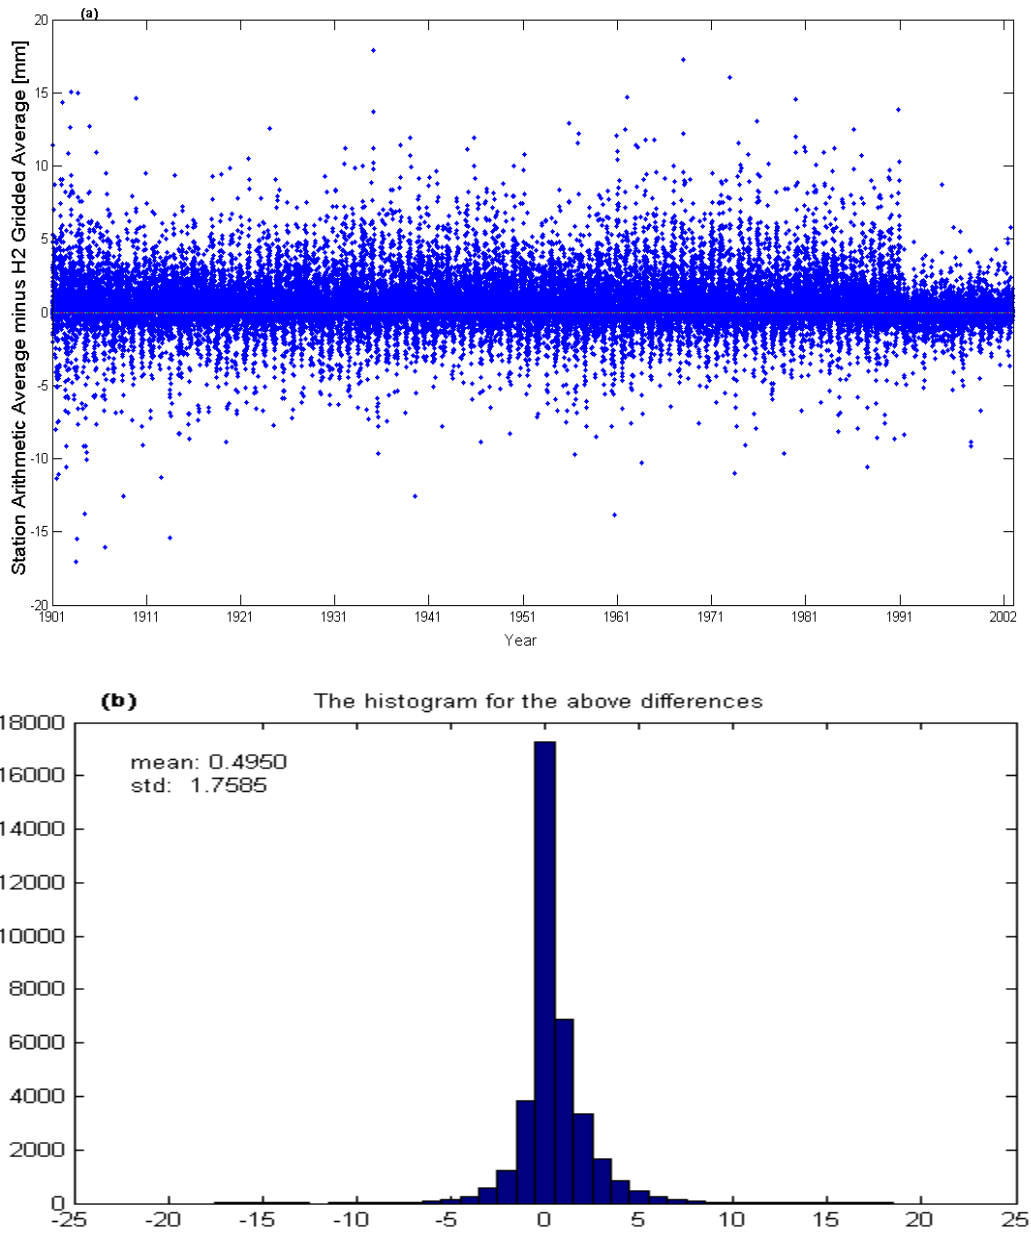 (a)
Station Arithmetic Average minus H2 Gridded Average [mm]
20
15
10
5
0
-5
-10
-15
-20
1901 1911 1921 1931 1941 1951 1961 1971 1981 1991 2002
Year
(b) The histogram for the above differences
mean: 0.4950
std: 1.7585
18000
16000
14000
12000
10000
8000
6000
4000
2000
0
-25 -20 -15 -10 -5 0 5 10 15 20 25